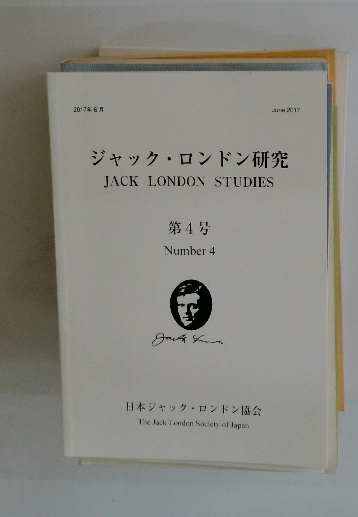 2017年6月
June,2017
ジャック・ロンドン研究
JACK LONDON STUDIES
第4号
Number 4
Jack London
日本ジャック・ロンドン協会
The Jack London Society of Japan